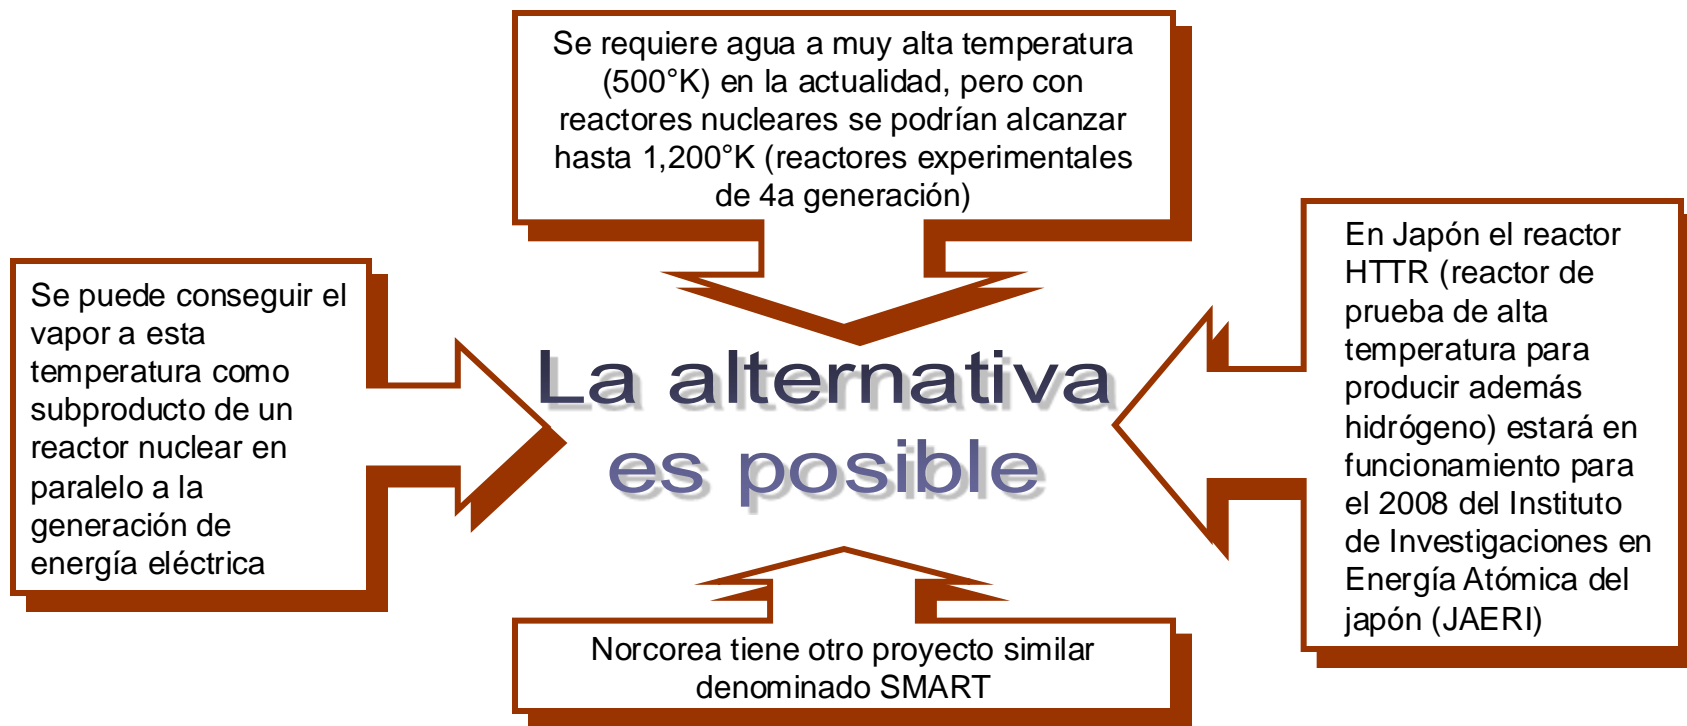 Se requiere agua a muy alta temperatura
(500°K) en la actualidad, pero con
reactores nucleares se podrían alcanzar
hasta 1,200°K (reactores experimentales
de 4a generación)
Se puede conseguir el
vapor a esta
temperatura como
subproducto de un
reactor nuclear en
paralelo a la
generación de
energía eléctrica
La alternativa
es posible
En Japón el reactor
HTTR (reactor de
prueba de alta
temperatura para
producir además
hidrógeno) estará en
funcionamiento para
el 2008 del Instituto
de Investigaciones en
Energía Atómica del
japón (JAERI)
Norcorea tiene otro proyecto similar
denominado SMART